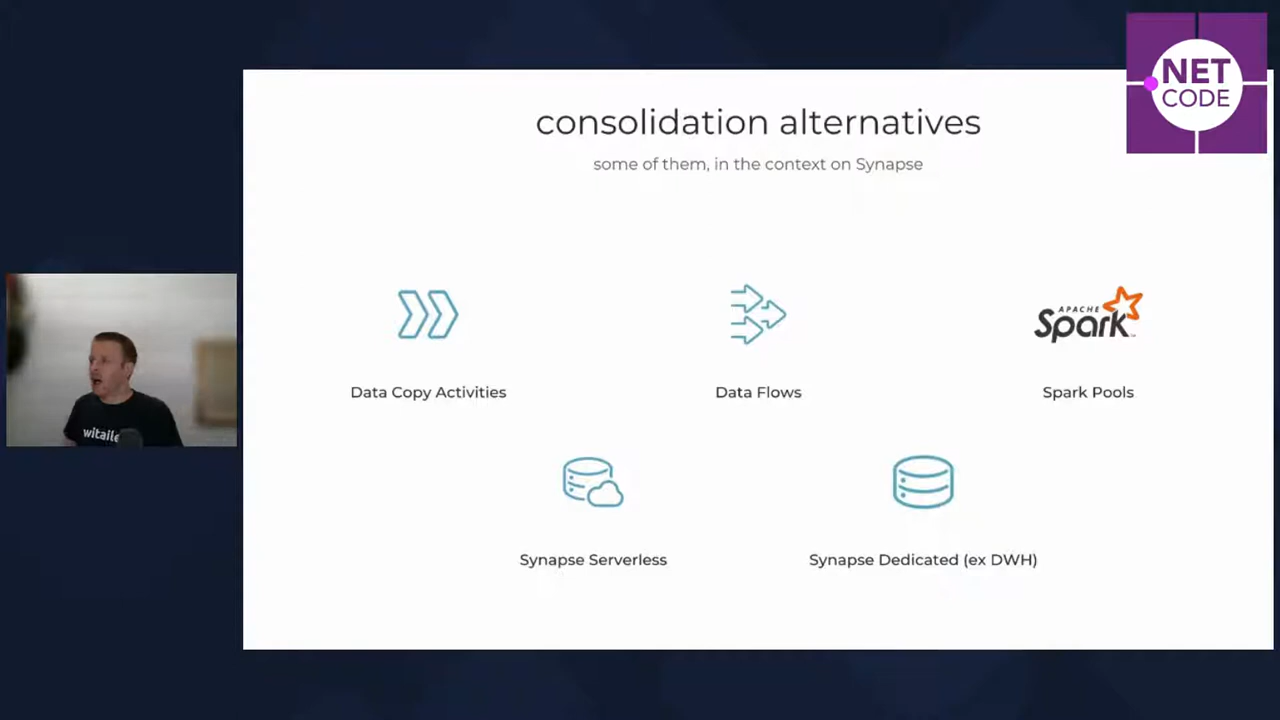 NET
CODE
consolidation alternatives
some of them, in the context on Synapse
APACHE
Spark
Data Copy Activities
Data Flows
Spark Pools
Synapse Serverless
Synapse Dedicated (ex DWH)